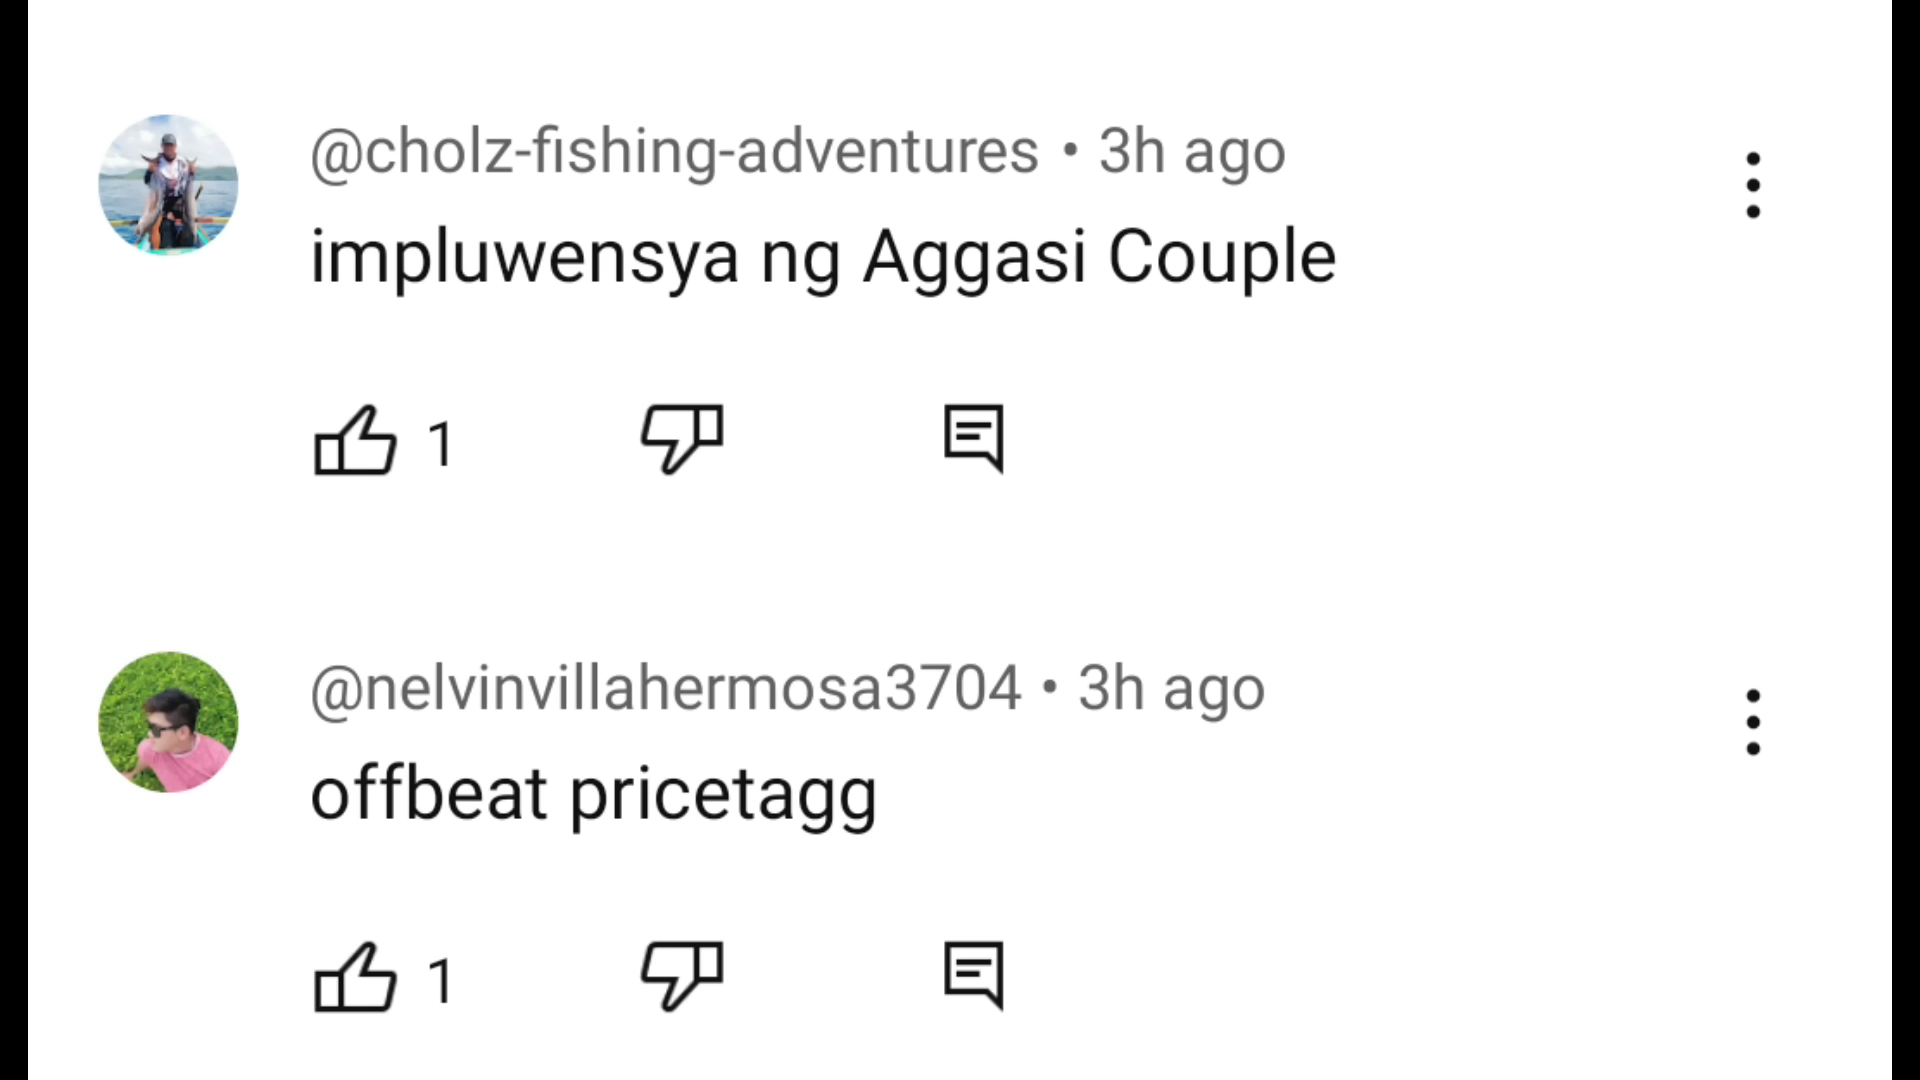 @cholz-fishing-adventures • 3h ago
impluwensya ng Aggasi Couple
1
@nelvinvillahermosa3704 • 3h ago
offbeat pricetagg
1